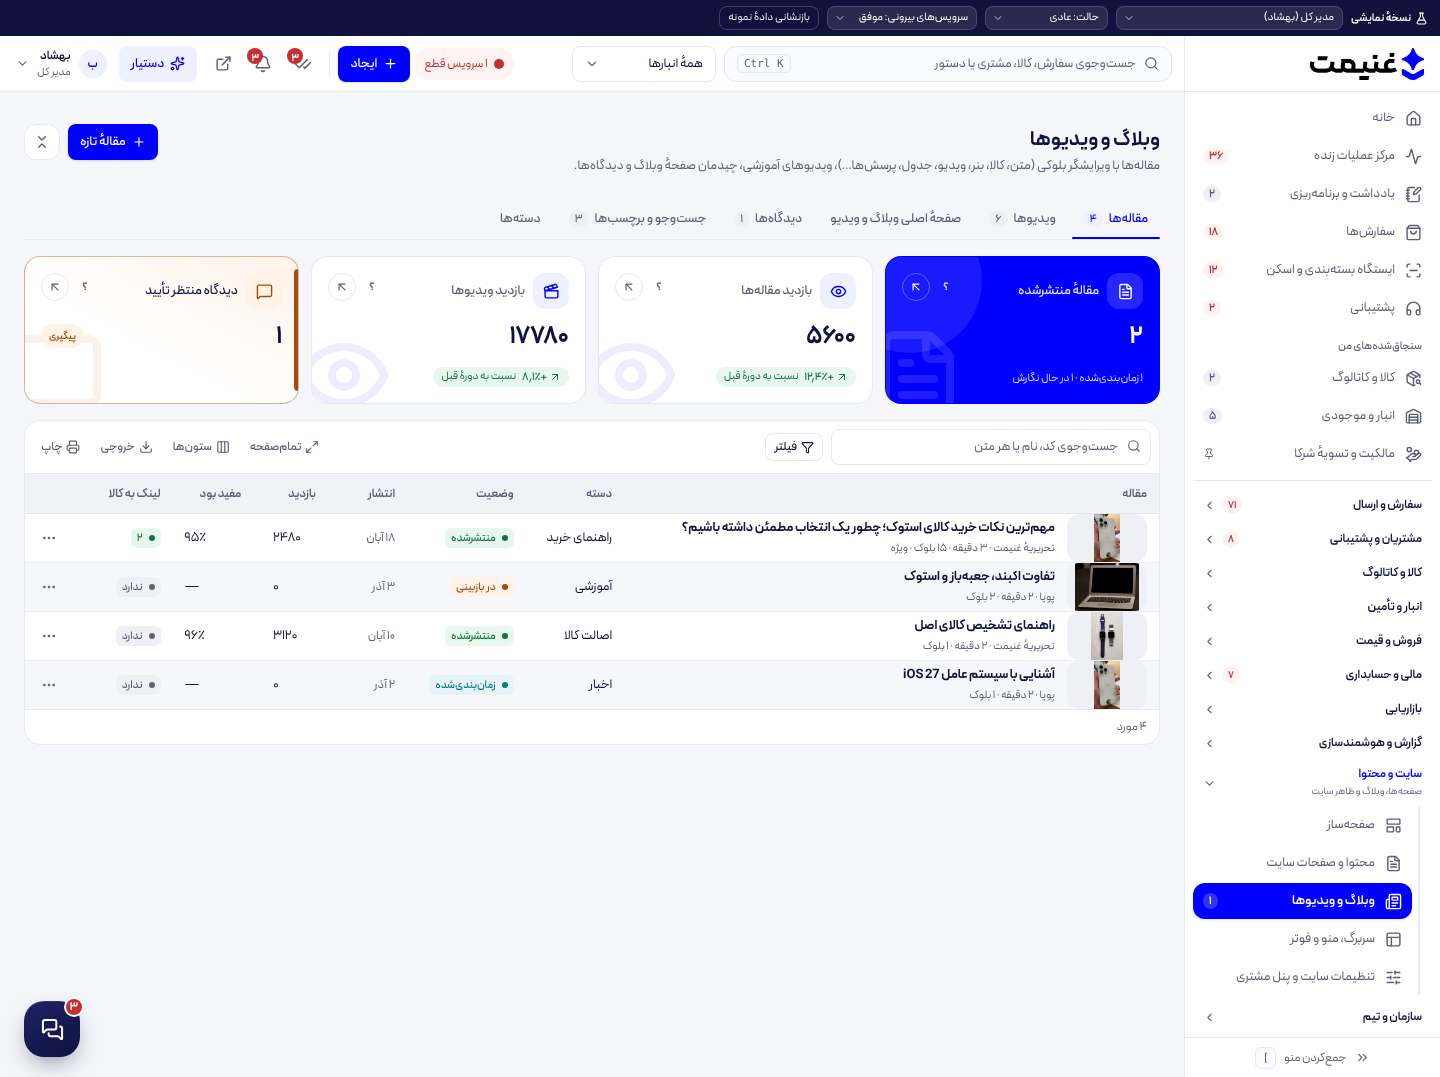 نسخهٔ نمایشی
مدیر کل (بهشاد)
حالت: عادی
سرویس‌های بیرونی: موفق
بازنشانی دادهٔ نمونه
غنیمت
جست‌وجوی سفارش، کالا، مشتری یا دستور
Ctrl K
همهٔ انبارها
۱ سرویس قطع
ایجاد
۳
۳
دستیار
ب
بهشاد
مدیر کل
خانه
مرکز عملیات زنده ۳۶
یادداشت و برنامه‌ریزی ۲
سفارش‌ها ۱۸
ایستگاه بسته‌بندی و اسکن ۱۲
پشتیبانی ۲
سنجاق‌شده‌های من
کالا و کاتالوگ ۲
انبار و موجودی ۵
مالکیت و تسویهٔ شرکا
سفارش و ارسال ۷۱
مشتریان و پشتیبانی ۸
کالا و کاتالوگ
انبار و تأمین
فروش و قیمت
مالی و حسابداری ۷
بازاریابی
گزارش و هوشمندسازی
سایت و محتوا
صفحه‌ها، وبلاگ و ظاهر سایت
صفحه‌ساز
محتوا و صفحات سایت
وبلاگ و ویدیوها ۱
سربرگ، منو و فوتر
تنظیمات سایت و پنل مشتری
سازمان و تیم
جمع‌کردن منو [
وبلاگ و ویدیوها
مقاله‌ها با ویرایشگر بلوکی (متن، کالا، بنر، ویدیو، جدول، پرسش‌ها…)، ویدیوهای آموزشی، چیدمان صفحهٔ وبلاگ و دیدگاه‌ها.
مقالهٔ تازه
مقاله‌ها ۴
ویدیوها ۶
صفحهٔ اصلی وبلاگ و ویدیو
دیدگاه‌ها ۱
جست‌وجو و برچسب‌ها ۳
دسته‌ها
مقالهٔ منتشرشده ؟
۲
۱ زمان‌بندی‌شده · ۱ در حال نگارش
بازدید مقاله‌ها ؟
۵۶۰۰
+۱۲٫۴٪ نسبت به دورهٔ قبل
بازدید ویدیوها ؟
۱۷۷۸۰
+۸٫۱٪ نسبت به دورهٔ قبل
دیدگاه منتظر تأیید ؟
۱
پیگیری
جست‌وجوی کد، نام یا هر متن
فیلتر
تمام‌صفحه
ستون‌ها
خروجی
چاپ
مقاله دسته وضعیت انتشار بازدید مفید بود لینک به کالا
مهم‌ترین نکات خرید کالای استوک؛ چطور یک انتخاب مطمئن داشته باشیم؟
تحریریهٔ غنیمت · ۳ دقیقه · ۱۵ بلوک · ویژه
راهنمای خرید منتشرشده ۱۸ آبان ۲۴۸۰ ۹۵٪ ۲
تفاوت اکبند، جعبه‌باز و استوک
پویا · ۲ دقیقه · ۲ بلوک
آموزشی در بازبینی ۳ آذر ۰ — ندارد
راهنمای تشخیص کالای اصل
تحریریهٔ غنیمت · ۲ دقیقه · ۱ بلوک
اصالت کالا منتشرشده ۱۰ آبان ۳۱۲۰ ۹۶٪ ندارد
آشنایی با سیستم عامل iOS 27
پویا · ۲ دقیقه · ۱ بلوک
اخبار زمان‌بندی‌شده ۲ آذر ۰ — ندارد
۴ مورد
۳